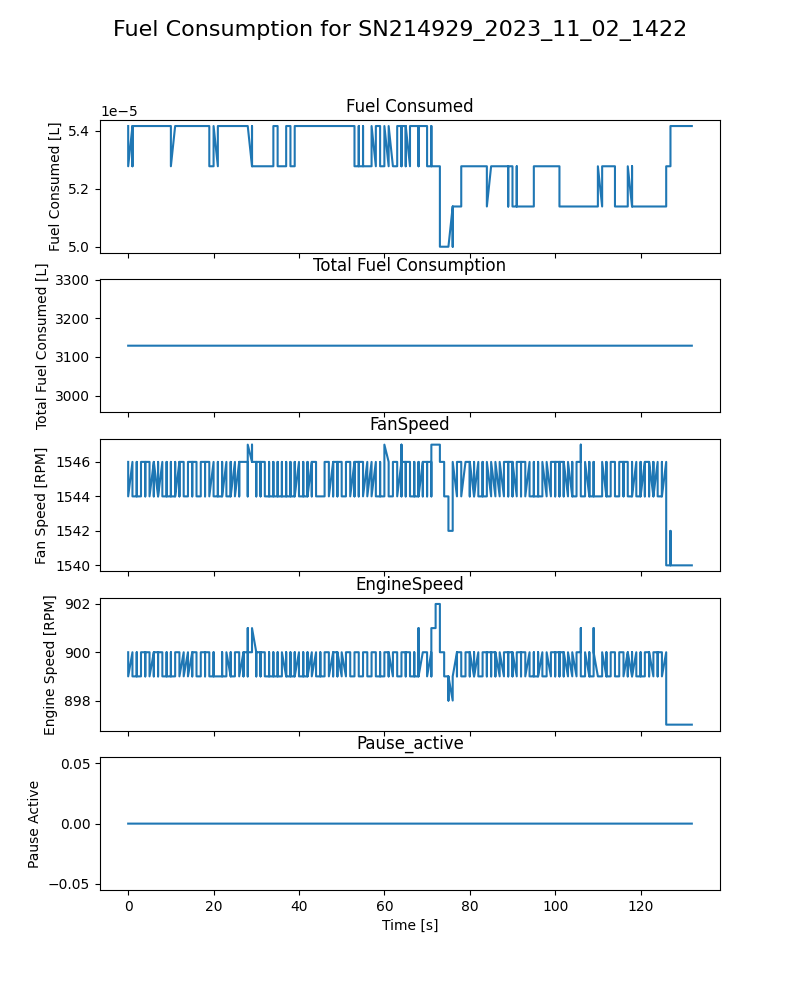 Fuel Consumption for SN214929_2023_11_02_1422
1e−5
Fuel Consumed
Fuel Consumed [L]
5.4
5.2
5.0
Total Fuel Consumption
Total Fuel Consumed [L]
3300
3200
3100
3000
FanSpeed
Fan Speed [RPM]
1546
1544
1542
1540
EngineSpeed
Engine Speed [RPM]
902
900
898
Pause_active
Pause Active
0.05
0.00
−0.05
0 20 40 60 80 100 120
Time [s]